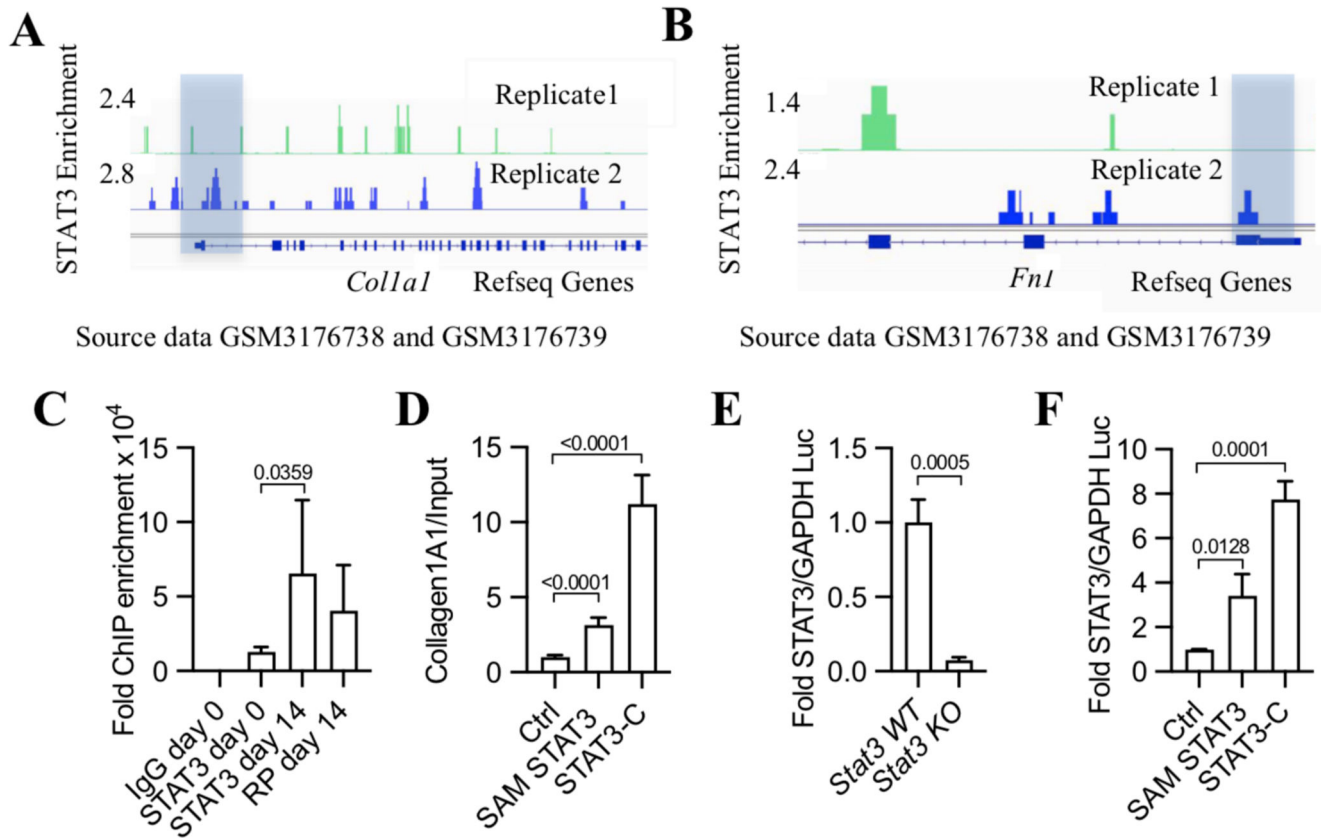 A
STAT3 Enrichment
2.4
Replicate1
2.8
Replicate 2
Col1a1 Refseq Genes
Source data GSM3176738 and GSM3176739
B
STAT3 Enrichment
1.4
Replicate 1
2.4
Replicate 2
Fn1 Refseq Genes
Source data GSM3176738 and GSM3176739
C
Fold ChIP enrichment x 10⁴
15
10
5
0
0.0359
IgG day 0
STAT3 day 0
STAT3 day 14
RP day 14
D
Collagen1A1/Input
15
10
5
0
<0.0001
<0.0001
Ctrl
SAM STAT3
STAT3-C
E
Fold STAT3/GAPDH Luc
1.5
1.0
0.5
0.0
0.0005
Stat3 WT
Stat3 KO
F
Fold STAT3/GAPDH Luc
10
8
6
4
2
0
0.0001
0.0128
Ctrl
SAM STAT3
STAT3-C